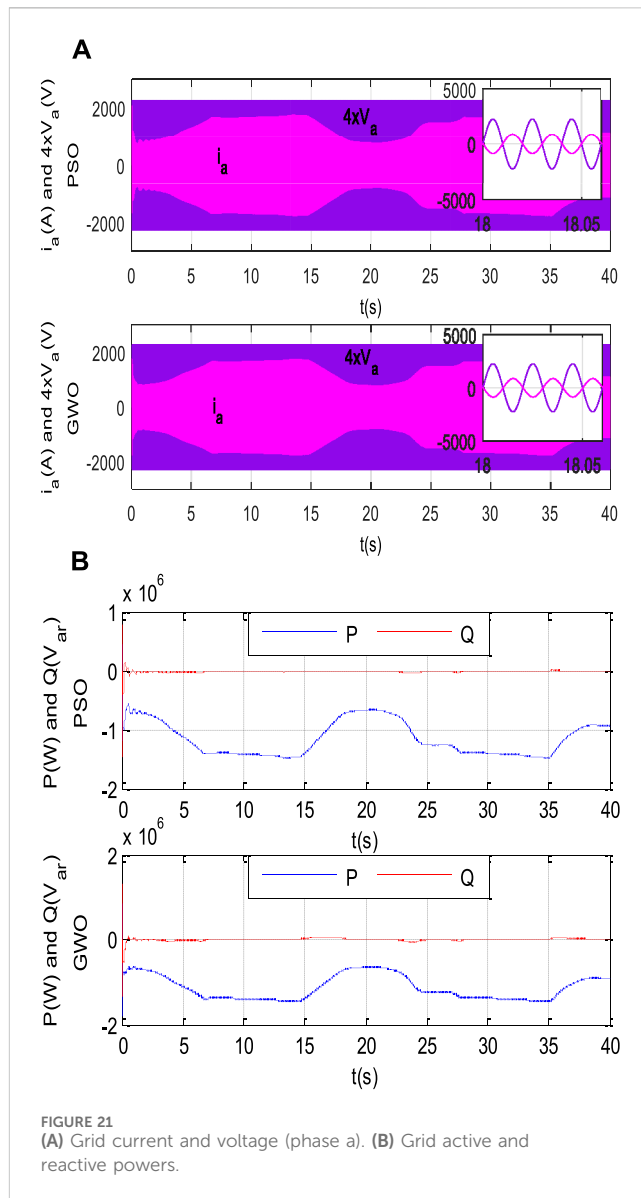 A
i_a(A) and 4xV_a(V)
PSO
2000
0
-2000
4xV_a
i_a
5000
0
-5000
18
18.05
0 5 10 15 20 25 30 35 40
t(s)
i_a(A) and 4xV_a(V)
GWO
2000
0
-2000
4xV_a
i_a
5000
0
-5000
18
18.05
0 5 10 15 20 25 30 35 40
t(s)
B
x 10^6
P(W) and Q(V_ar)
PSO
1
0
-1
-2
P Q
0 5 10 15 20 25 30 35 40
t(s)
x 10^6
P(W) and Q(V_ar)
GWO
2
0
-2
P Q
0 5 10 15 20 25 30 35 40
t(s)
FIGURE 21
(A) Grid current and voltage (phase a). (B) Grid active and
reactive powers.